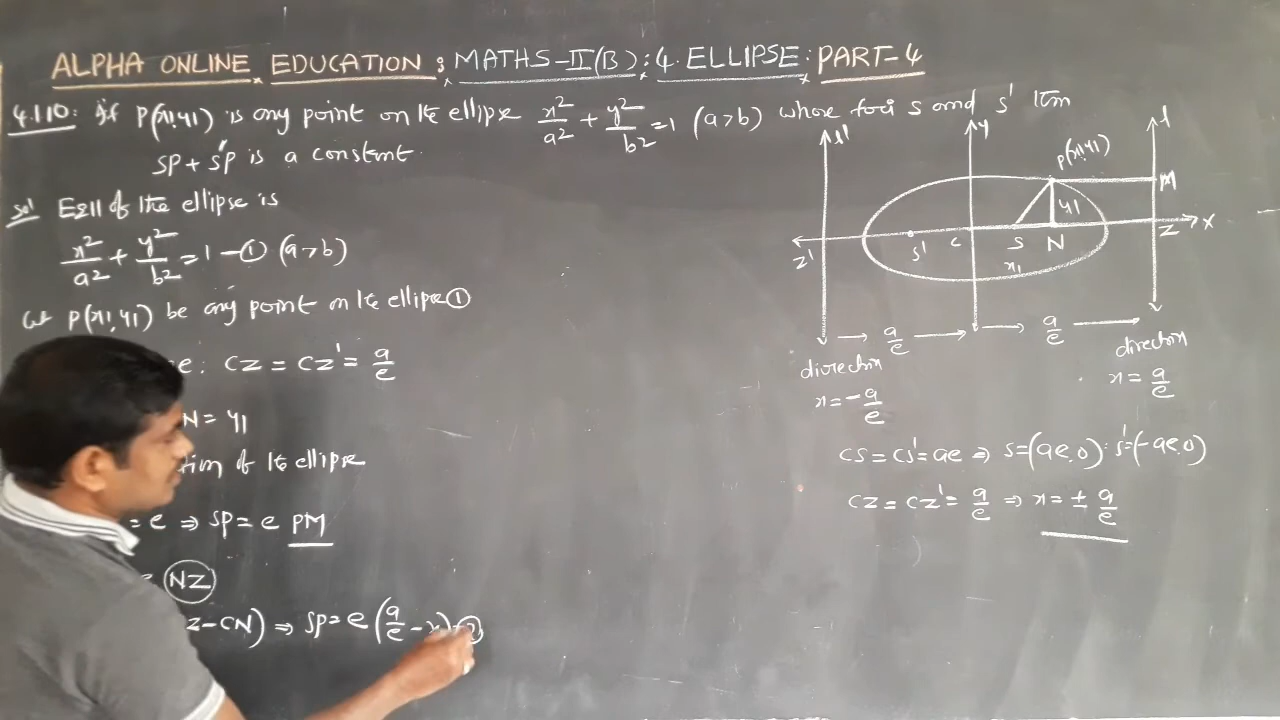 ALPHA ONLINE EDUCATION : MATHS-II(B) : 4. ELLIPSE : PART-4
4.110: If P(x1,y1) is any point on the ellipse x²/a² + y²/b² = 1 (a>b) whose foci S and S' then
SP + S'P is a constant.
Sol Eqn of the ellipse is
x²/a² + y²/b² = 1 — ① (a>b)
Let P(x1,y1) be any point on the ellipse ①
e: CZ = CZ' = a/e
N = y1
tion of the ellipse
= e ⇒ SP = e PM
NZ
Z-CN) ⇒ SP = e(a/e - x1) — ②
l'
Y
l
P(x1,y1)
M
y1
Z'
S'
C
S
N
Z
X
x1
a/e
a/e
directrix
x = -a/e
directrix
x = a/e
CS = CS' = ae ⇒ S = (ae,0) : S' = (-ae,0)
CZ = CZ' = a/e ⇒ x = ± a/e